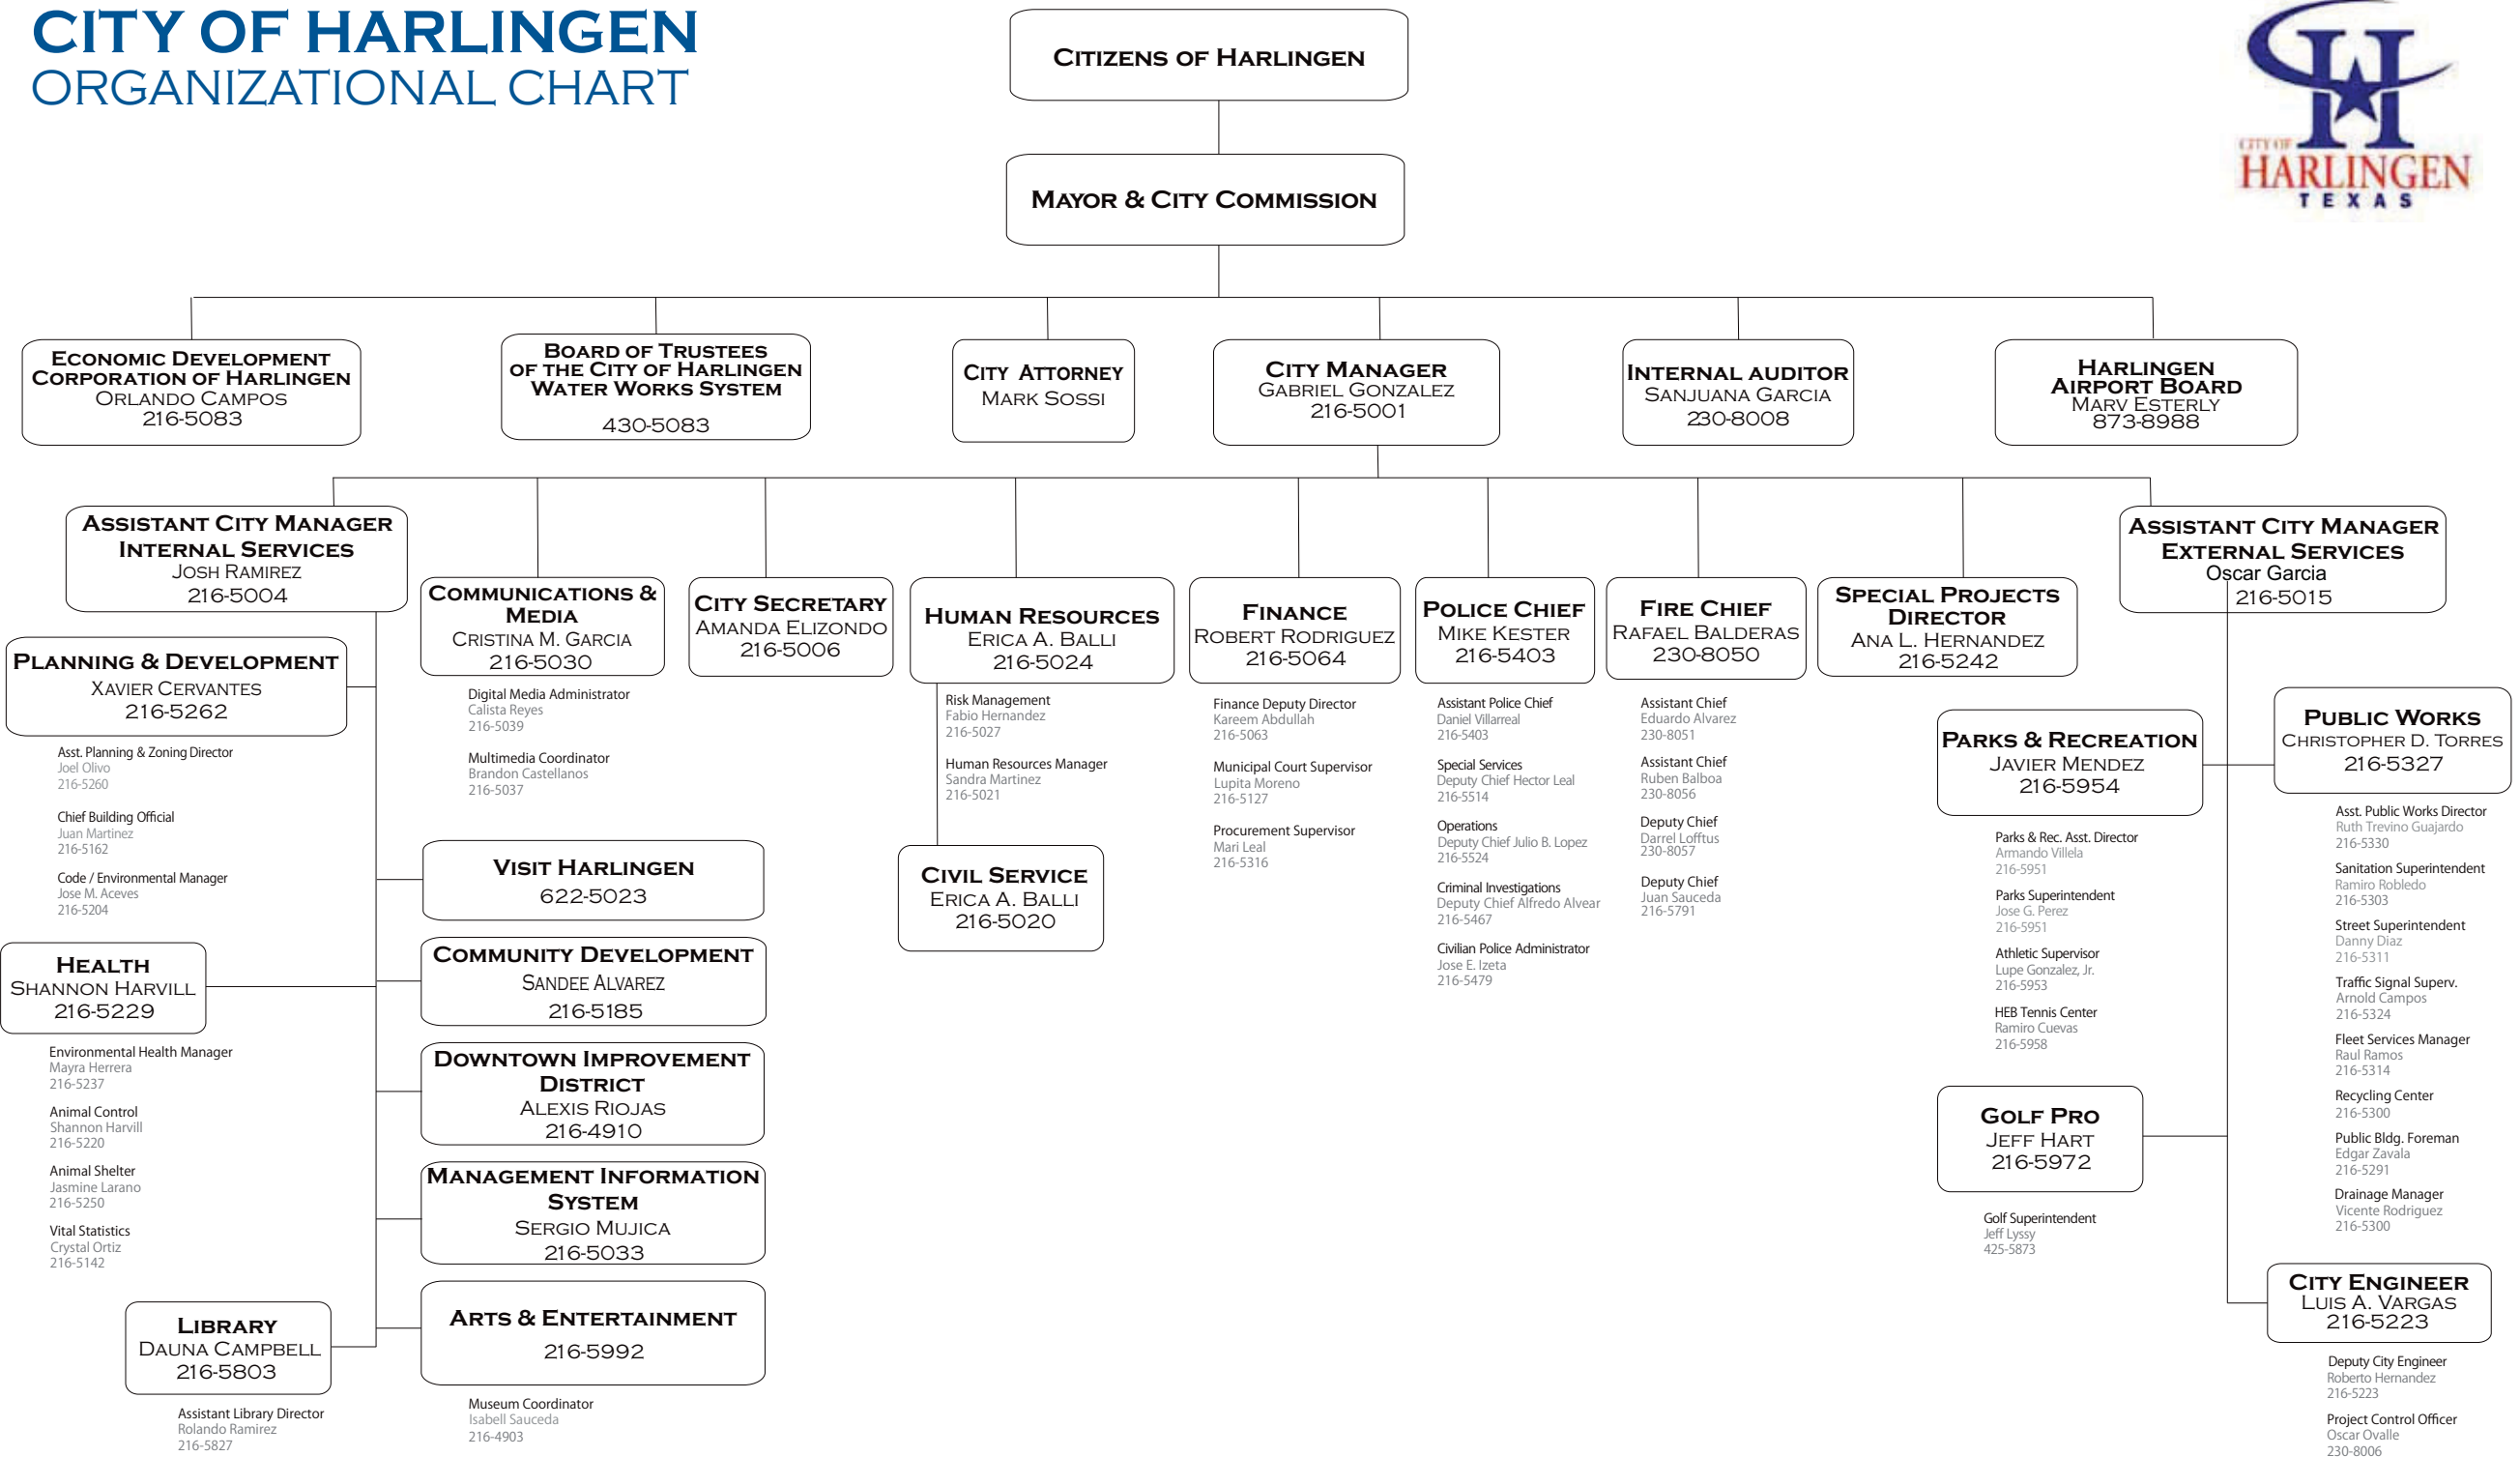 CITY OF HARLINGEN
ORGANIZATIONAL CHART
CITIZENS OF HARLINGEN
CITY OF
HARLINGEN
TEXAS
MAYOR & CITY COMMISSION
ECONOMIC DEVELOPMENT
CORPORATION OF HARLINGEN
ORLANDO CAMPOS
216-5083
BOARD OF TRUSTEES
OF THE CITY OF HARLINGEN
WATER WORKS SYSTEM
430-5083
CITY ATTORNEY
MARK SOSSI
CITY MANAGER
GABRIEL GONZALEZ
216-5001
INTERNAL AUDITOR
SANJUANA GARCIA
230-8008
HARLINGEN
AIRPORT BOARD
MARV ESTERLY
873-8988
ASSISTANT CITY MANAGER
INTERNAL SERVICES
JOSH RAMIREZ
216-5004
COMMUNICATIONS &
MEDIA
CRISTINA M. GARCIA
216-5030
Digital Media Administrator
Calista Reyes
216-5039
Multimedia Coordinator
Brandon Castellanos
216-5037
CITY SECRETARY
AMANDA ELIZONDO
216-5006
HUMAN RESOURCES
ERICA A. BALLI
216-5024
Risk Management
Fabio Hernandez
216-5027
Human Resources Manager
Sandra Martinez
216-5021
CIVIL SERVICE
ERICA A. BALLI
216-5020
FINANCE
ROBERT RODRIGUEZ
216-5064
Finance Deputy Director
Kareem Abdullah
216-5063
Municipal Court Supervisor
Lupita Moreno
216-5127
Procurement Supervisor
Mari Leal
216-5316
POLICE CHIEF
MIKE KESTER
216-5403
Assistant Police Chief
Daniel Villarreal
216-5403
Special Services
Deputy Chief Hector Leal
216-5514
Operations
Deputy Chief Julio B. Lopez
216-5524
Criminal Investigations
Deputy Chief Alfredo Alvear
216-5467
Civilian Police Administrator
Jose E. Izeta
216-5479
FIRE CHIEF
RAFAEL BALDERAS
230-8050
Assistant Chief
Eduardo Alvarez
230-8051
Assistant Chief
Ruben Balboa
230-8056
Deputy Chief
Darrel Lofftus
230-8057
Deputy Chief
Juan Sauceda
216-5791
SPECIAL PROJECTS
DIRECTOR
ANA L. HERNANDEZ
216-5242
ASSISTANT CITY MANAGER
EXTERNAL SERVICES
Oscar Garcia
216-5015
PLANNING & DEVELOPMENT
XAVIER CERVANTES
216-5262
Asst. Planning & Zoning Director
Joel Olivo
216-5260
Chief Building Official
Juan Martinez
216-5162
Code / Environmental Manager
Jose M. Aceves
216-5204
HEALTH
SHANNON HARVILL
216-5229
Environmental Health Manager
Mayra Herrera
216-5237
Animal Control
Shannon Harvill
216-5220
Animal Shelter
Jasmine Larano
216-5250
Vital Statistics
Crystal Ortiz
216-5142
LIBRARY
DAUNA CAMPBELL
216-5803
Assistant Library Director
Rolando Ramirez
216-5827
VISIT HARLINGEN
622-5023
COMMUNITY DEVELOPMENT
SANDEE ALVAREZ
216-5185
DOWNTOWN IMPROVEMENT
DISTRICT
ALEXIS RIOJAS
216-4910
MANAGEMENT INFORMATION
SYSTEM
SERGIO MUJICA
216-5033
ARTS & ENTERTAINMENT
216-5992
Museum Coordinator
Isabell Sauceda
216-4903
PARKS & RECREATION
JAVIER MENDEZ
216-5954
Parks & Rec. Asst. Director
Armando Villela
216-5951
Parks Superintendent
Jose G. Perez
216-5951
Athletic Supervisor
Lupe Gonzalez, Jr.
216-5953
HEB Tennis Center
Ramiro Cuevas
216-5958
GOLF PRO
JEFF HART
216-5972
Golf Superintendent
Jeff Lyssy
425-5873
PUBLIC WORKS
CHRISTOPHER D. TORRES
216-5327
Asst. Public Works Director
Ruth Trevino Guajardo
216-5330
Sanitation Superintendent
Ramiro Robledo
216-5303
Street Superintendent
Danny Diaz
216-5311
Traffic Signal Superv.
Arnold Campos
216-5324
Fleet Services Manager
Raul Ramos
216-5314
Recycling Center
216-5300
Public Bldg. Foreman
Edgar Zavala
216-5291
Drainage Manager
Vicente Rodriguez
216-5300
CITY ENGINEER
LUIS A. VARGAS
216-5223
Deputy City Engineer
Roberto Hernandez
216-5223
Project Control Officer
Oscar Ovalle
230-8006